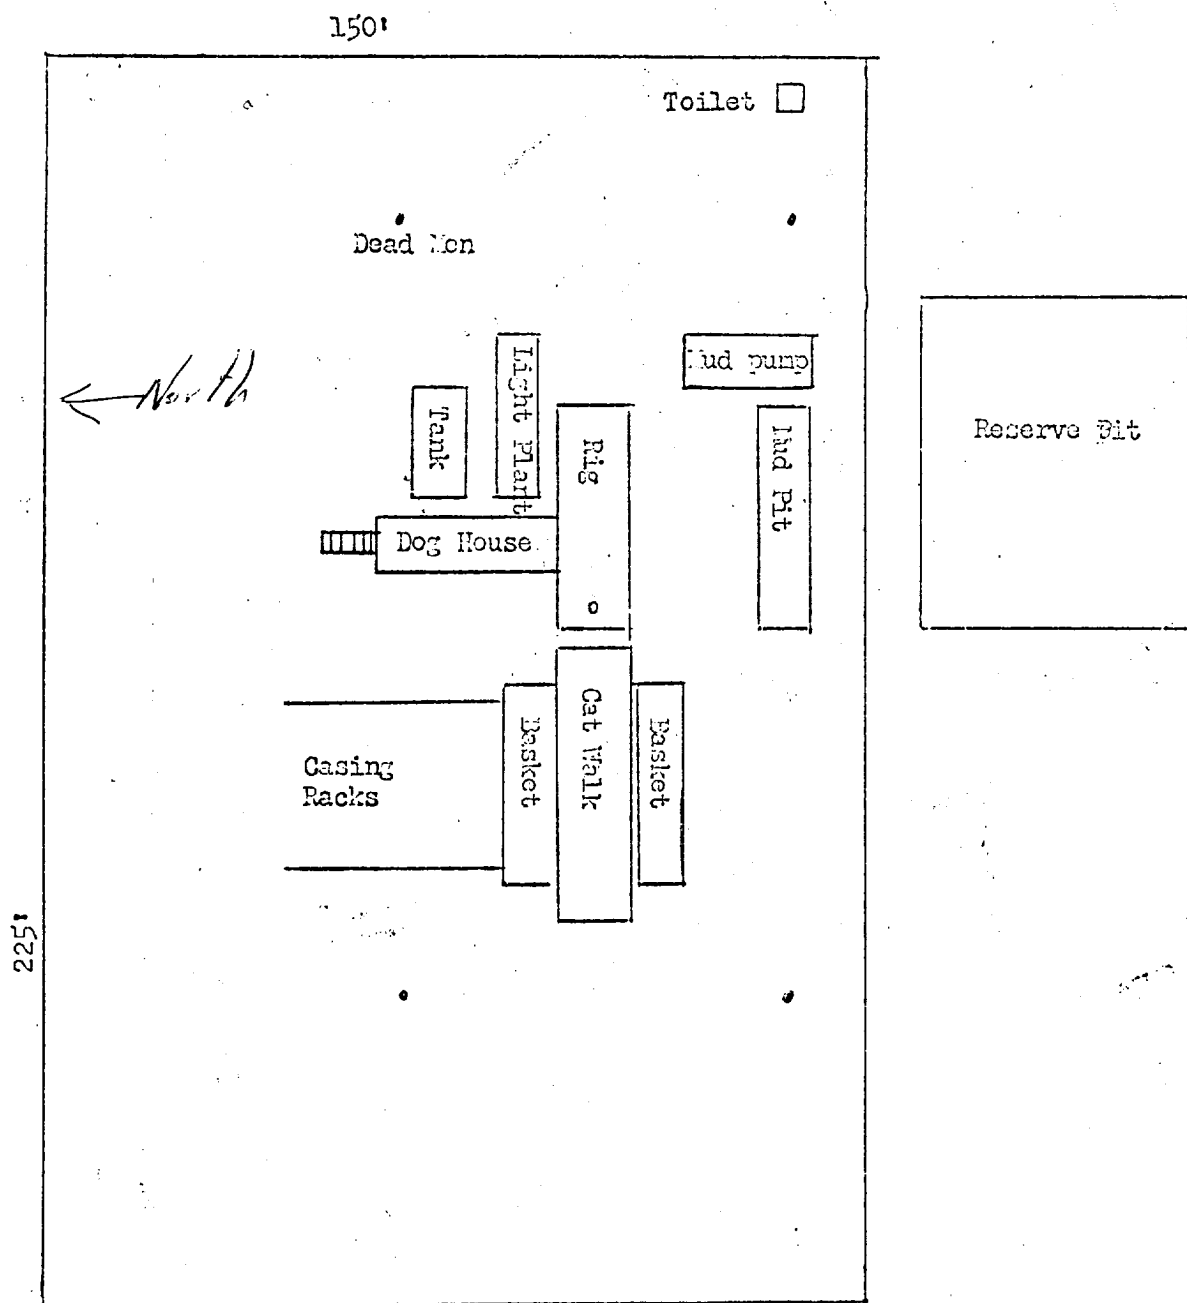 150'
Toilet
Dead Men
North
Light Plant
Mud pump
Tank
Rig
Mud Pit
Reserve Pit
Dog House
Casing
Racks
Basket
Cat Walk
Basket
225'